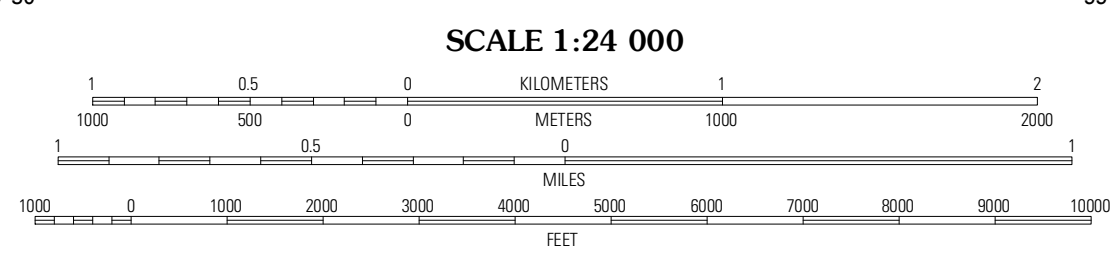 SCALE 1:24 000
1 0.5 0 KILOMETERS 1 2
1000 500 0 METERS 1000 2000
1 0.5 0 1
MILES
1000 0 1000 2000 3000 4000 5000 6000 7000 8000 9000 10000
FEET